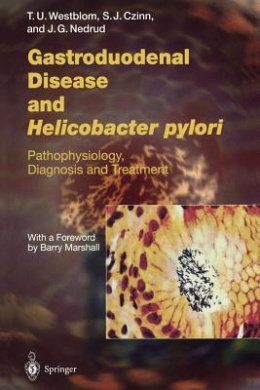 T. U. Westblom, S. J. Czinn,
and J. G. Nedrud
Gastroduodenal
Disease
and
Helicobacter pylori
Pathophysiology,
Diagnosis and Treatment
With a Foreword
by Barry Marshall
Springer